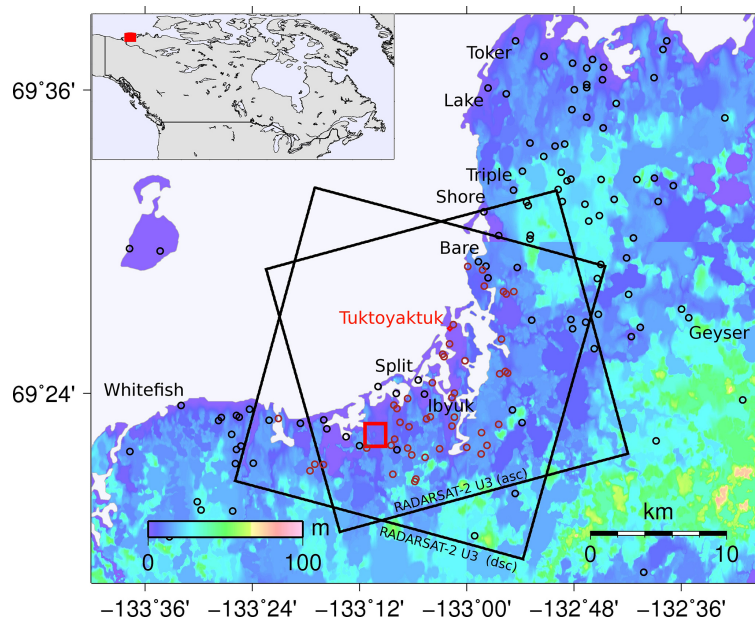 Toker
69°36'
Lake
Triple
Shore
Bare
Tuktoyaktuk
Geyser
Split
69°24'
Whitefish
Ibyuk
RADARSAT-2 U3 (asc)
km
m
RADARSAT-2 U3 (dsc)
0 100
0 10
−133°36' −133°24' −133°12' −133°00' −132°48' −132°36'